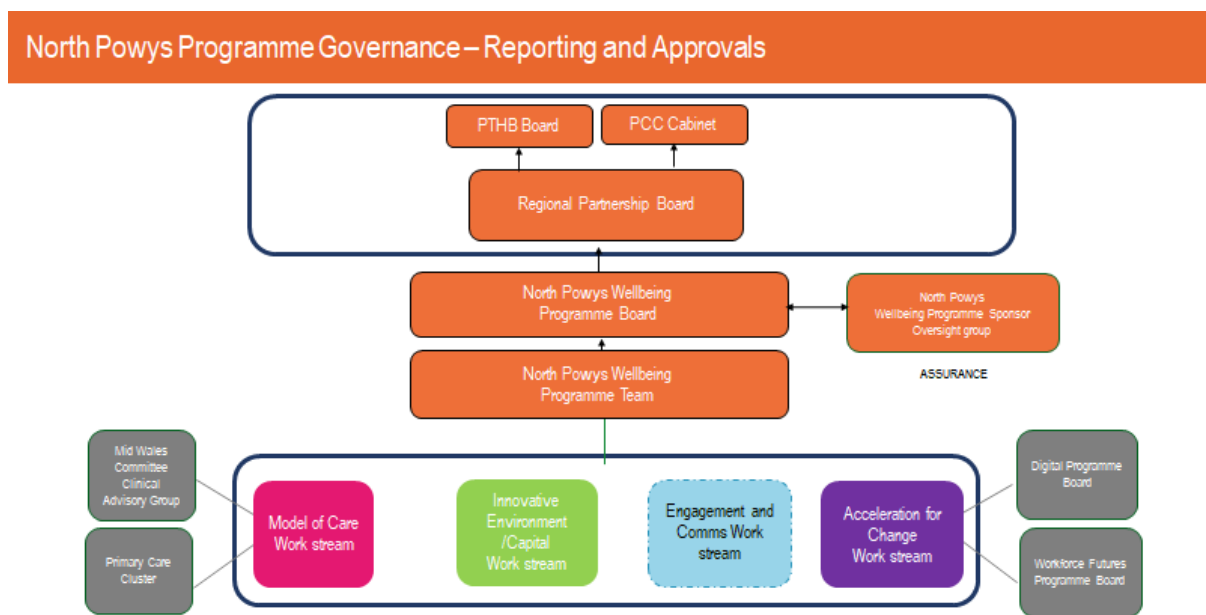 North Powys Programme Governance – Reporting and Approvals
PTHB Board
PCC Cabinet
Regional Partnership Board
North Powys Wellbeing
Programme Board
North Powys
Wellbeing Programme Sponsor
Oversight group
ASSURANCE
North Powys Wellbeing
Programme Team
Mid Wales
Committee
Clinical
Advisory Group
Primary Care
Cluster
Model of Care
Work stream
Innovative
Environment
/Capital
Work stream
Engagement and
Comms Work
stream
Acceleration for
Change
Work stream
Digital Programme
Board
Workforce Futures
Programme Board